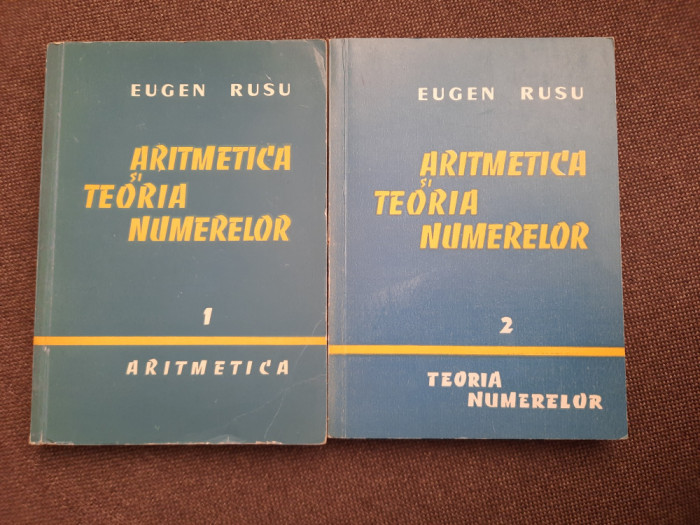 EUGEN RUSU
ARITMETICA
ȘI
TEORIA
NUMERELOR
1
ARITMETICA
EUGEN RUSU
ARITMETICA
ȘI
TEORIA
NUMERELOR
2
TEORIA
NUMERELOR